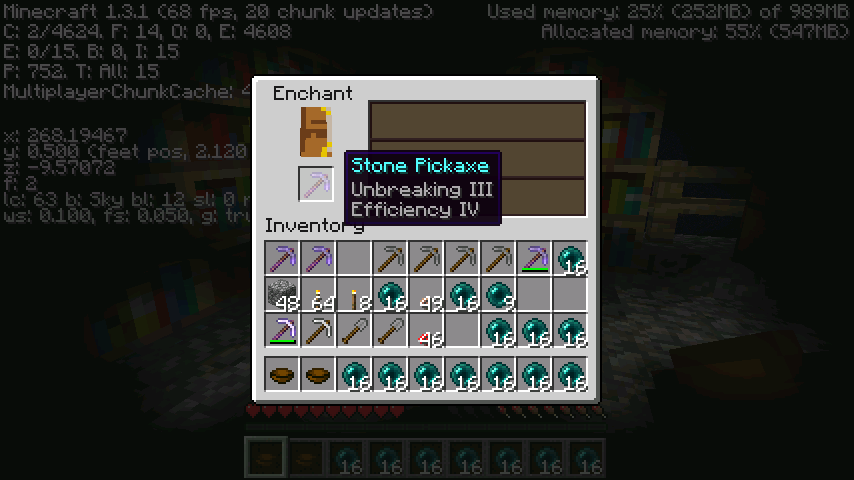 Minecraft 1.3.1 (68 fps, 20 chunk updates)
Used memory: 25% (252MB) of 989MB
C: 2/4624. F: 14, O: 0, E: 4608
Allocated memory: 55% (547MB)
E: 0/15. B: 0, I: 15
P: 752. T: All: 15
MultiplayerChunkCache: 4
x: 268.19467
y: 0.500 (feet pos, 2.120
z: -9.57073
f: 2
lc: 63 b: Sky bl: 12 sl: 0 r
ws: 0.100, fs: 0.050, g: tru
Enchant
Stone Pickaxe
Unbreaking III
Efficiency IV
Inventory
16
48 64 8 16 49 16 9
46 16 16 16
16 16 16 16 16 16 16
16 16 16 16 16 16 16